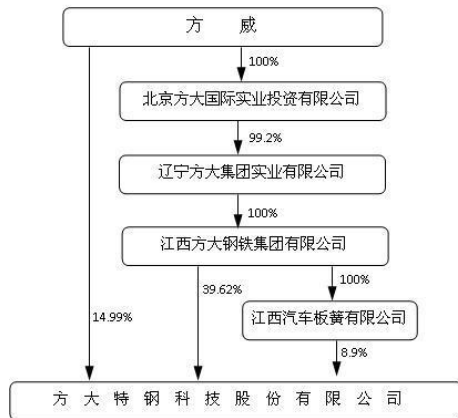 方 威
100%
北京方大国际实业投资有限公司
99.2%
辽宁方大集团实业有限公司
100%
江西方大钢铁集团有限公司
100%
39.62%
江西汽车板簧有限公司
14.99%
8.9%
方 大 特 钢 科 技 股 份 有 限 公 司